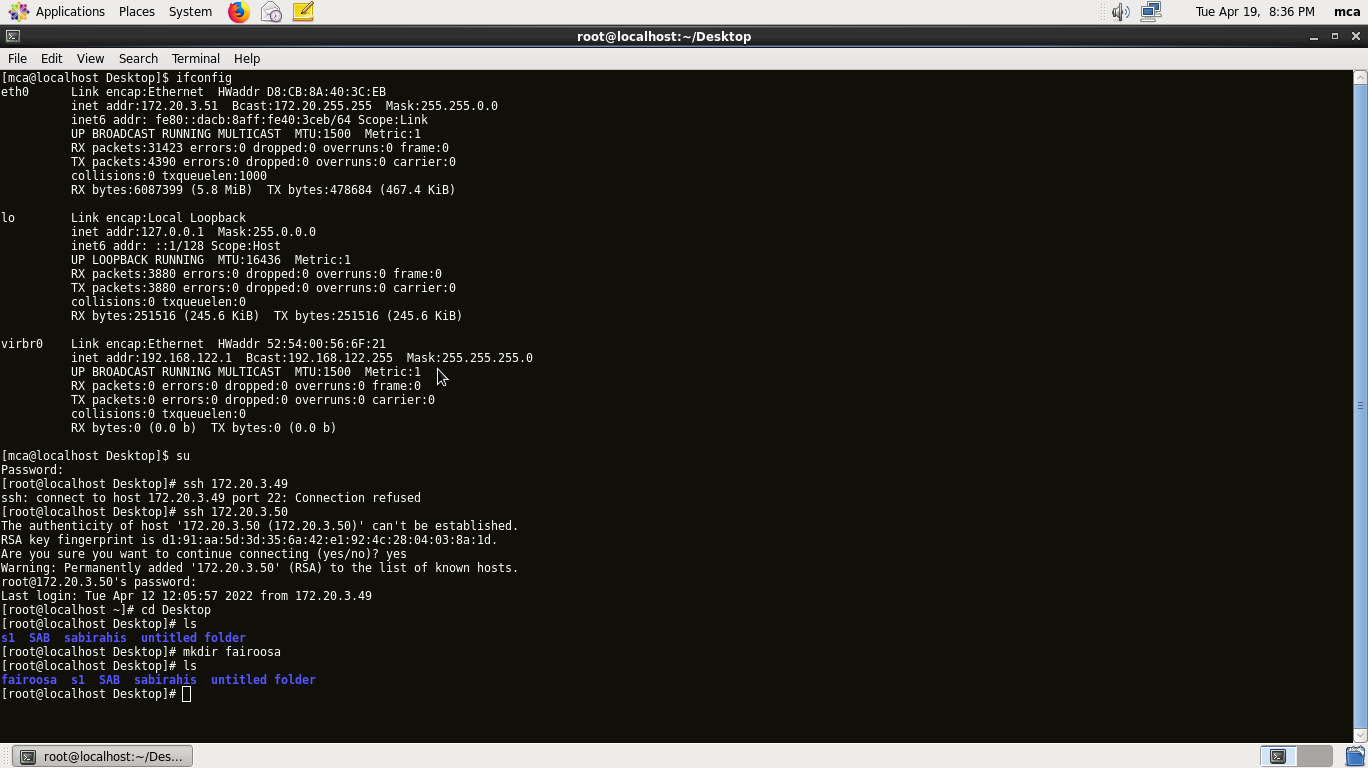 Applications Places System Tue Apr 19, 8:36 PM mca
root@localhost:~/Desktop
File Edit View Search Terminal Help
[mca@localhost Desktop]$ ifconfig
eth0      Link encap:Ethernet  HWaddr D8:CB:8A:40:3C:EB
          inet addr:172.20.3.51  Bcast:172.20.255.255  Mask:255.255.0.0
          inet6 addr: fe80::dacb:8aff:fe40:3ceb/64 Scope:Link
          UP BROADCAST RUNNING MULTICAST  MTU:1500  Metric:1
          RX packets:31423 errors:0 dropped:0 overruns:0 frame:0
          TX packets:4390 errors:0 dropped:0 overruns:0 carrier:0
          collisions:0 txqueuelen:1000
          RX bytes:6087399 (5.8 MiB)  TX bytes:478684 (467.4 KiB)
lo        Link encap:Local Loopback
          inet addr:127.0.0.1  Mask:255.0.0.0
          inet6 addr: ::1/128 Scope:Host
          UP LOOPBACK RUNNING  MTU:16436  Metric:1
          RX packets:3880 errors:0 dropped:0 overruns:0 frame:0
          TX packets:3880 errors:0 dropped:0 overruns:0 carrier:0
          collisions:0 txqueuelen:0
          RX bytes:251516 (245.6 KiB)  TX bytes:251516 (245.6 KiB)
virbr0    Link encap:Ethernet  HWaddr 52:54:00:56:6F:21
          inet addr:192.168.122.1  Bcast:192.168.122.255  Mask:255.255.255.0
          UP BROADCAST RUNNING MULTICAST  MTU:1500  Metric:1
          RX packets:0 errors:0 dropped:0 overruns:0 frame:0
          TX packets:0 errors:0 dropped:0 overruns:0 carrier:0
          collisions:0 txqueuelen:0
          RX bytes:0 (0.0 b)  TX bytes:0 (0.0 b)
[mca@localhost Desktop]$ su
Password:
[root@localhost Desktop]# ssh 172.20.3.49
ssh: connect to host 172.20.3.49 port 22: Connection refused
[root@localhost Desktop]# ssh 172.20.3.50
The authenticity of host '172.20.3.50 (172.20.3.50)' can't be established.
RSA key fingerprint is d1:91:aa:5d:3d:35:6a:42:e1:92:4c:28:04:03:8a:1d.
Are you sure you want to continue connecting (yes/no)? yes
Warning: Permanently added '172.20.3.50' (RSA) to the list of known hosts.
root@172.20.3.50's password:
Last login: Tue Apr 12 12:05:57 2022 from 172.20.3.49
[root@localhost ~]# cd Desktop
[root@localhost Desktop]# ls
s1  SAB  sabirahis  untitled folder
[root@localhost Desktop]# mkdir fairoosa
[root@localhost Desktop]# ls
fairoosa  s1  SAB  sabirahis  untitled folder
[root@localhost Desktop]#
root@localhost:~/Des...